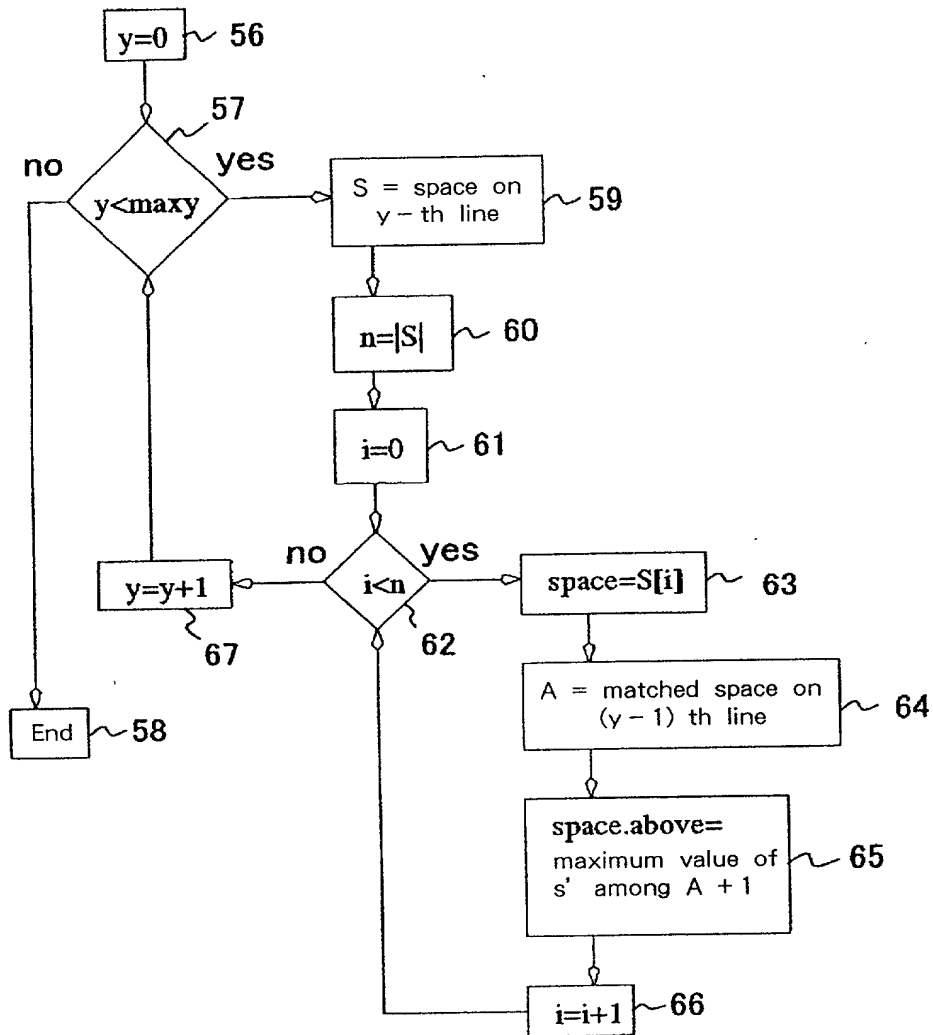 y=0
56
57
no
yes
y<maxy
S = space on
y - th line
59
n=|S|
60
i=0
61
no
yes
i<n
62
space=S[i]
63
y=y+1
67
A = matched space on
(y - 1) th line
64
End
58
space.above=
maximum value of
s' among A + 1
65
i=i+1
66